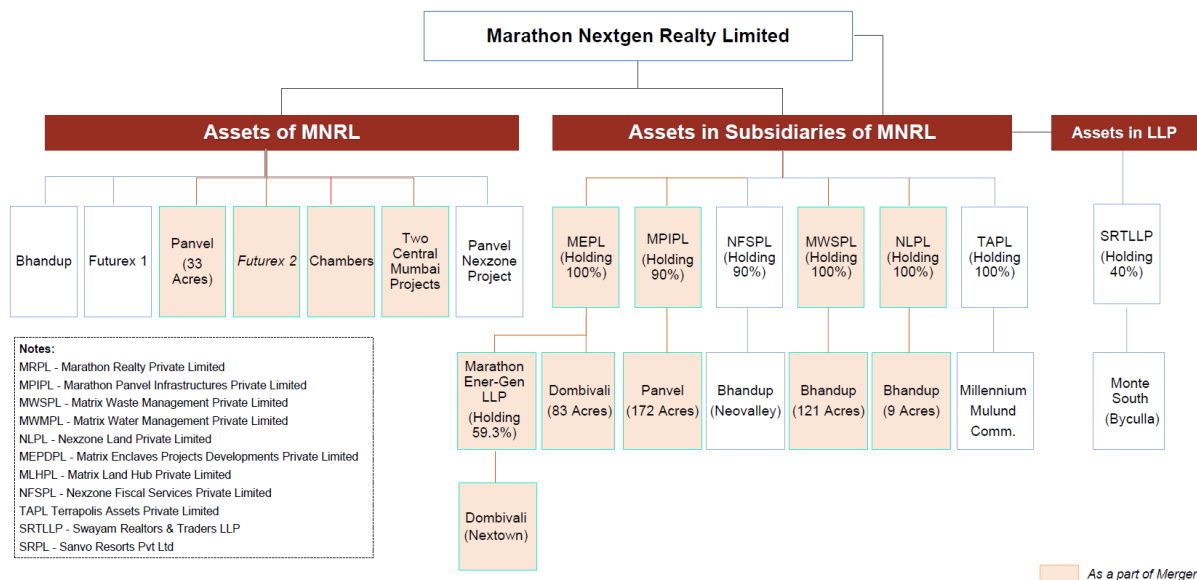 Marathon Nextgen Realty Limited
Assets of MNRL
Assets in Subsidiaries of MNRL
Assets in LLP
Bhandup
Futurex 1
Panvel
(33
Acres)
Futurex 2
Chambers
Two
Central
Mumbai
Projects
Panvel
Nexzone
Project
MEPL
(Holding
100%)
MPIPL
(Holding
90%)
NFSPL
(Holding
90%)
MWSPL
(Holding
100%)
NLPL
(Holding
100%)
TAPL
(Holding
100%)
SRTLLP
(Holding
40%)
Marathon
Ener-Gen
LLP
(Holding
59.3%)
Dombivali
(83 Acres)
Panvel
(172 Acres)
Bhandup
(Neovalley)
Bhandup
(121 Acres)
Bhandup
(9 Acres)
Millennium
Mulund
Comm.
Monte
South
(Byculla)
Dombivali
(Nextown)
Notes:
MRPL - Marathon Realty Private Limited
MPIPL - Marathon Panvel Infrastructures Private Limited
MWSPL - Matrix Waste Management Private Limited
MWMPL - Matrix Water Management Private Limited
NLPL - Nexzone Land Private Limited
MEPDPL - Matrix Enclaves Projects Developments Private Limited
MLHPL - Matrix Land Hub Private Limited
NFSPL - Nexzone Fiscal Services Private Limited
TAPL Terrapolis Assets Private Limited
SRTLLP - Swayam Realtors & Traders LLP
SRPL - Sanvo Resorts Pvt Ltd
As a part of Merger